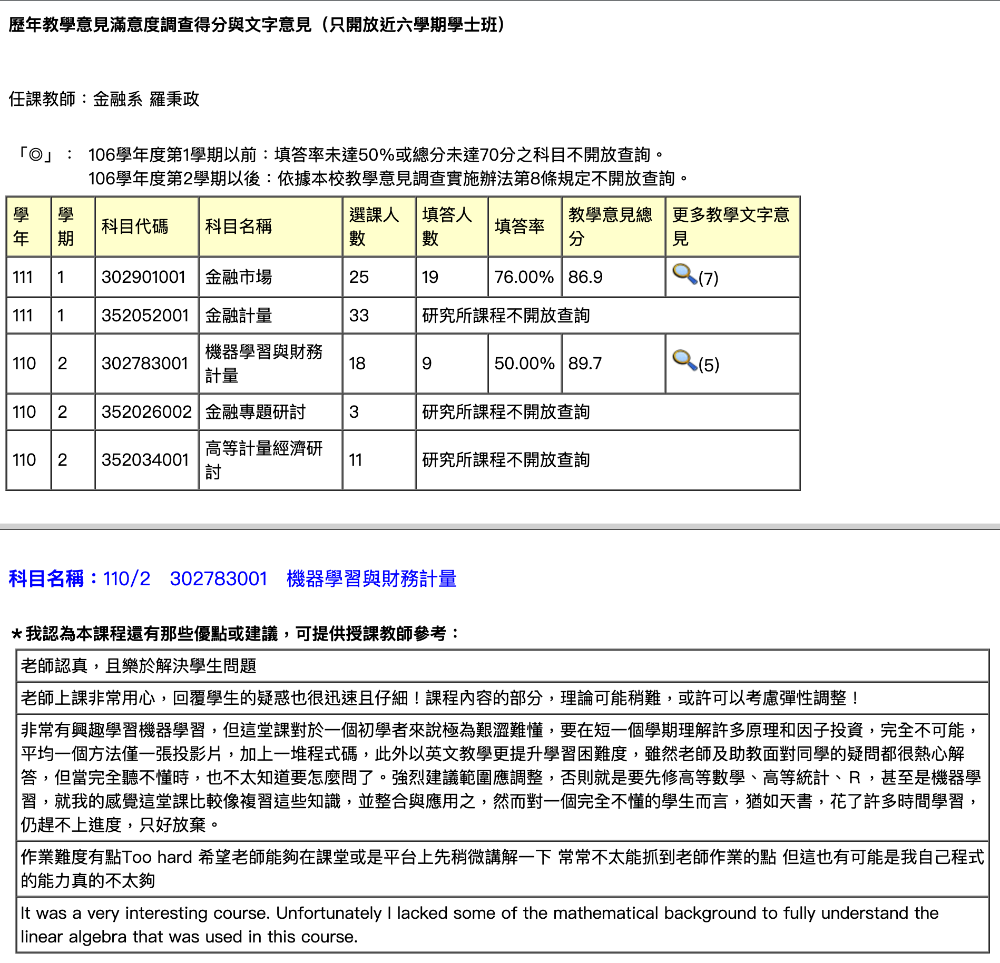 歷年教學意見滿意度調查得分與文字意見（只開放近六學期學士班）
任課教師：金融系 羅秉政
「◎」： 106學年度第1學期以前：填答率未達50%或總分未達70分之科目不開放查詢。
106學年度第2學期以後：依據本校教學意見調查實施辦法第8條規定不開放查詢。
學年 學期 科目代碼 科目名稱 選課人數 填答人數 填答率 教學意見總分 更多教學文字意見
111 1 302901001 金融市場 25 19 76.00% 86.9 (7)
111 1 352052001 金融計量 33 研究所課程不開放查詢
110 2 302783001 機器學習與財務計量 18 9 50.00% 89.7 (5)
110 2 352026002 金融專題研討 3 研究所課程不開放查詢
110 2 352034001 高等計量經濟研討 11 研究所課程不開放查詢
科目名稱：110/2 302783001 機器學習與財務計量
*我認為本課程還有那些優點或建議，可提供授課教師參考：
老師認真，且樂於解決學生問題
老師上課非常用心，回覆學生的疑惑也很迅速且仔細！課程內容的部分，理論可能稍難，或許可以考慮彈性調整！
非常有興趣學習機器學習，但這堂課對於一個初學者來說極為艱澀難懂，要在短一個學期理解許多原理和因子投資，完全不可能，
平均一個方法僅一張投影片，加上一堆程式碼，此外以英文教學更提升學習困難度，雖然老師及助教面對同學的疑問都很熱心解
答，但當完全聽不懂時，也不太知道要怎麼問了。強烈建議範圍應調整，否則就是要先修高等數學、高等統計、R，甚至是機器學
習，就我的感覺這堂課比較像複習這些知識，並整合與應用之，然而對一個完全不懂的學生而言，猶如天書，花了許多時間學習，
仍趕不上進度，只好放棄。
作業難度有點Too hard 希望老師能夠在課堂或是平台上先稍微講解一下 常常不太能抓到老師作業的點 但這也有可能是我自己程式
的能力真的不太夠
It was a very interesting course. Unfortunately I lacked some of the mathematical background to fully understand the
linear algebra that was used in this course.